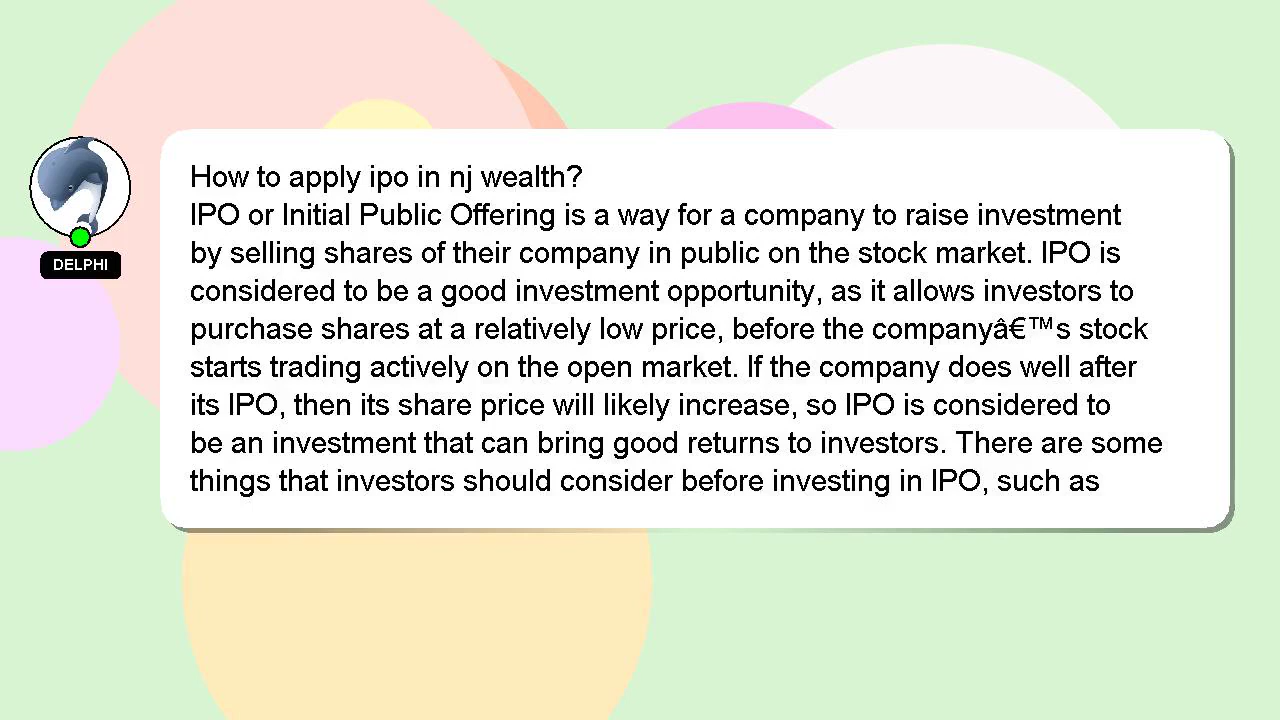 How to apply ipo in nj wealth?
IPO or Initial Public Offering is a way for a company to raise investment
by selling shares of their company in public on the stock market. IPO is
considered to be a good investment opportunity, as it allows investors to
purchase shares at a relatively low price, before the companyâ€™s stock
starts trading actively on the open market. If the company does well after
its IPO, then its share price will likely increase, so IPO is considered to
be an investment that can bring good returns to investors. There are some
things that investors should consider before investing in IPO, such as
DELPHI